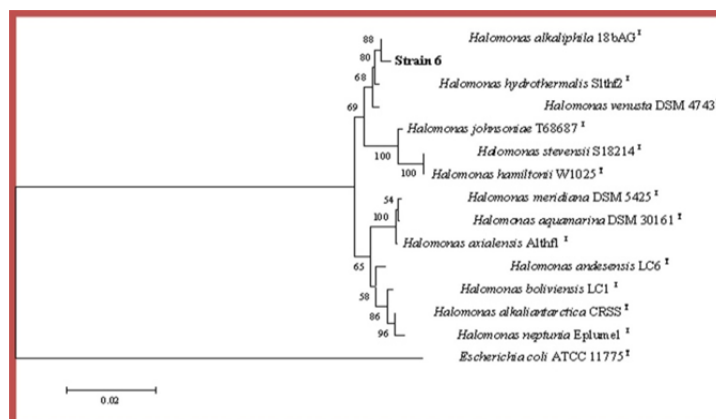 88
Halomonas alkaliphila 18bAG ᵀ
80
Strain 6
68
Halomonas hydrothermalis Slthf2 ᵀ
69
Halomonas venusta DSM 4743
Halomonas johnsoniae T68687 ᵀ
100
Halomonas stevensii S18214 ᵀ
100
Halomonas hamiltonii W1025 ᵀ
54
Halomonas meridiana DSM 5425 ᵀ
100
Halomonas aquamarina DSM 30161 ᵀ
Halomonas axialensis Althf1 ᵀ
65
Halomonas andesensis LC6 ᵀ
58
Halomonas boliviensis LC1 ᵀ
86
Halomonas alkaliantarctica CRSS ᵀ
96
Halomonas neptunia Eplume1 ᵀ
Escherichia coli ATCC 11775 ᵀ
0.02